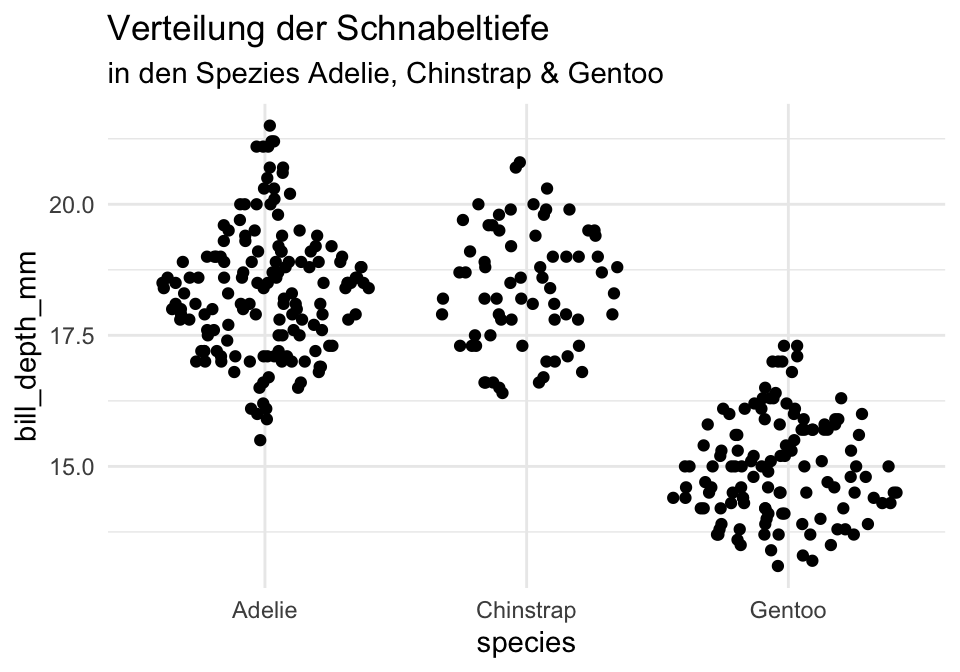 Verteilung der Schnabeltiefe
in den Spezies Adelie, Chinstrap & Gentoo
bill_depth_mm
20.0
17.5
15.0
Adelie Chinstrap Gentoo
species